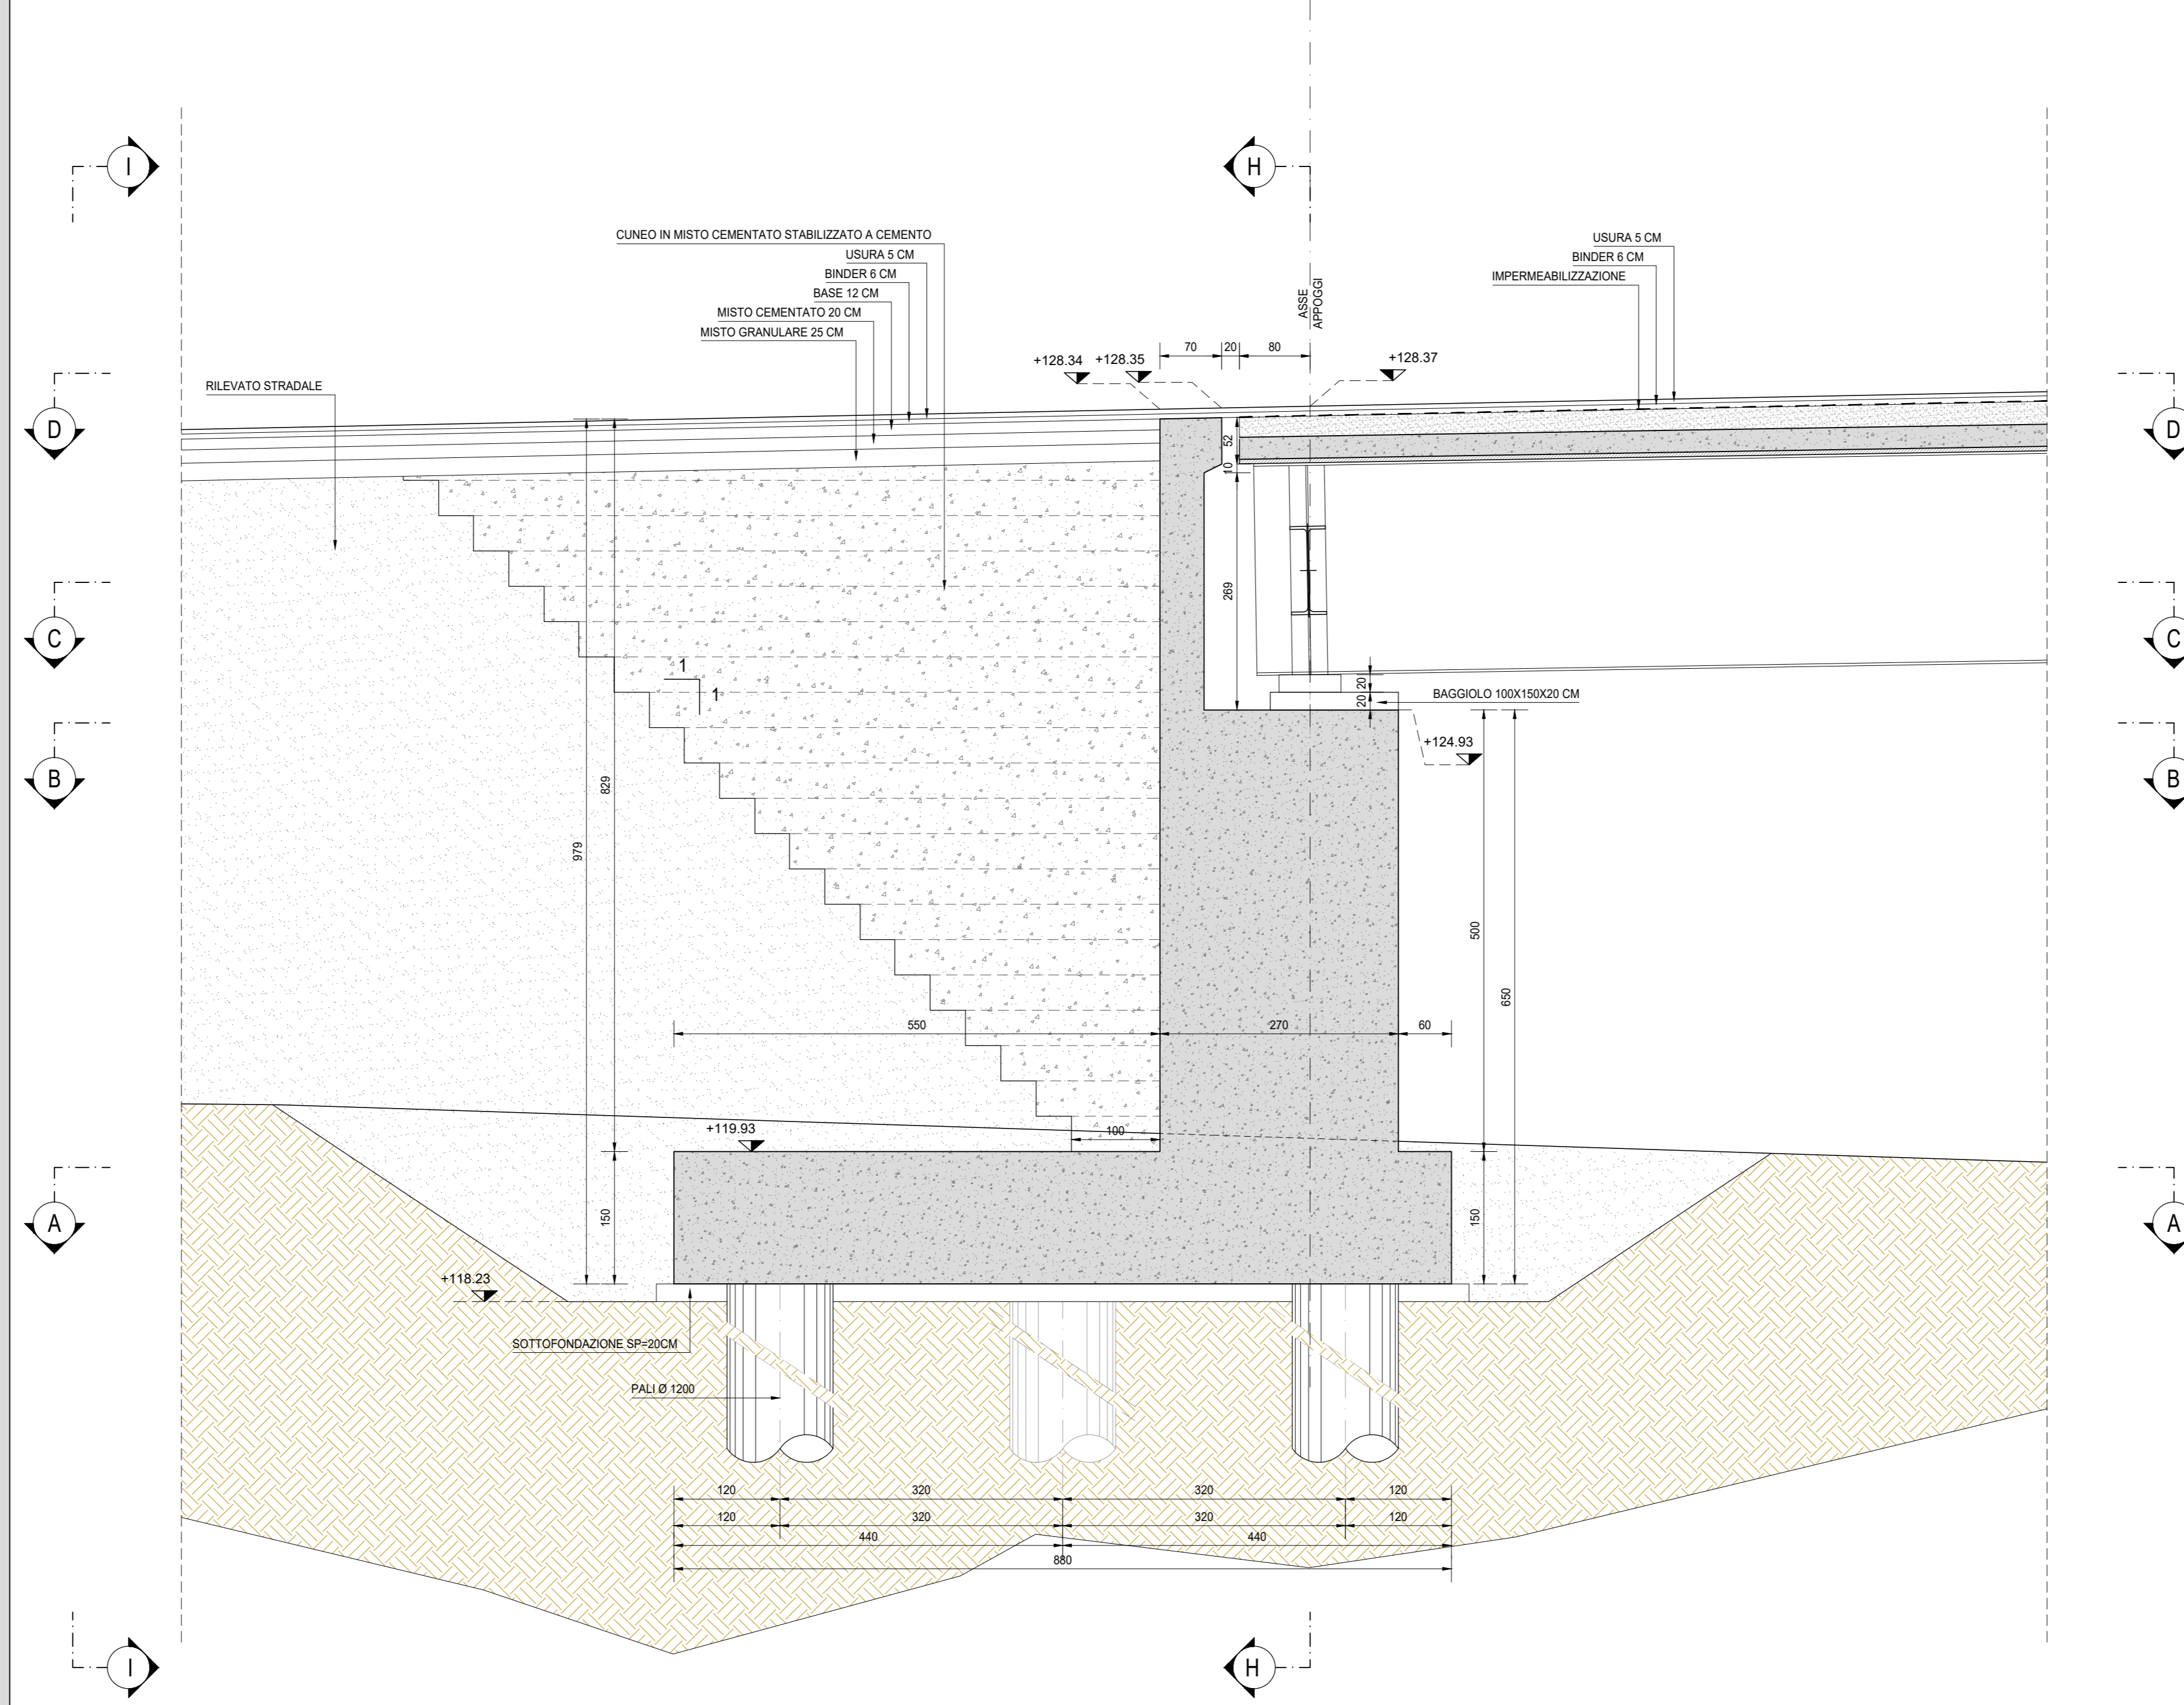 I
H
CUNEO IN MISTO CEMENTATO STABILIZZATO A CEMENTO
USURA 5 CM
BINDER 6 CM
BASE 12 CM
MISTO CEMENTATO 20 CM
MISTO GRANULARE 25 CM
USURA 5 CM
BINDER 6 CM
IMPERMEABILIZZAZIONE
ASSE
APPOGGI
70
20
80
+128.34
+128.35
+128.37
RILEVATO STRADALE
D
D
52
10
C
C
269
1
1
20
20
BAGGIOLO 100X150X20 CM
+124.93
B
B
829
979
500
650
550
270
60
+119.93
100
A
A
150
150
+118.23
SOTTOFONDAZIONE SP=20CM
PALI Ø 1200
120
320
320
120
120
320
320
120
440
440
880
I
H